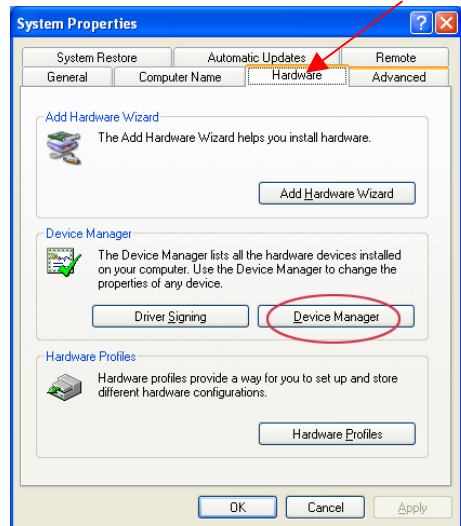 System Properties
System Restore Automatic Updates Remote
General Computer Name Hardware Advanced
Add Hardware Wizard
The Add Hardware Wizard helps you install hardware.
Add Hardware Wizard
Device Manager
The Device Manager lists all the hardware devices installed
on your computer. Use the Device Manager to change the
properties of any device.
Driver Signing Device Manager
Hardware Profiles
Hardware profiles provide a way for you to set up and store
different hardware configurations.
Hardware Profiles
OK Cancel Apply